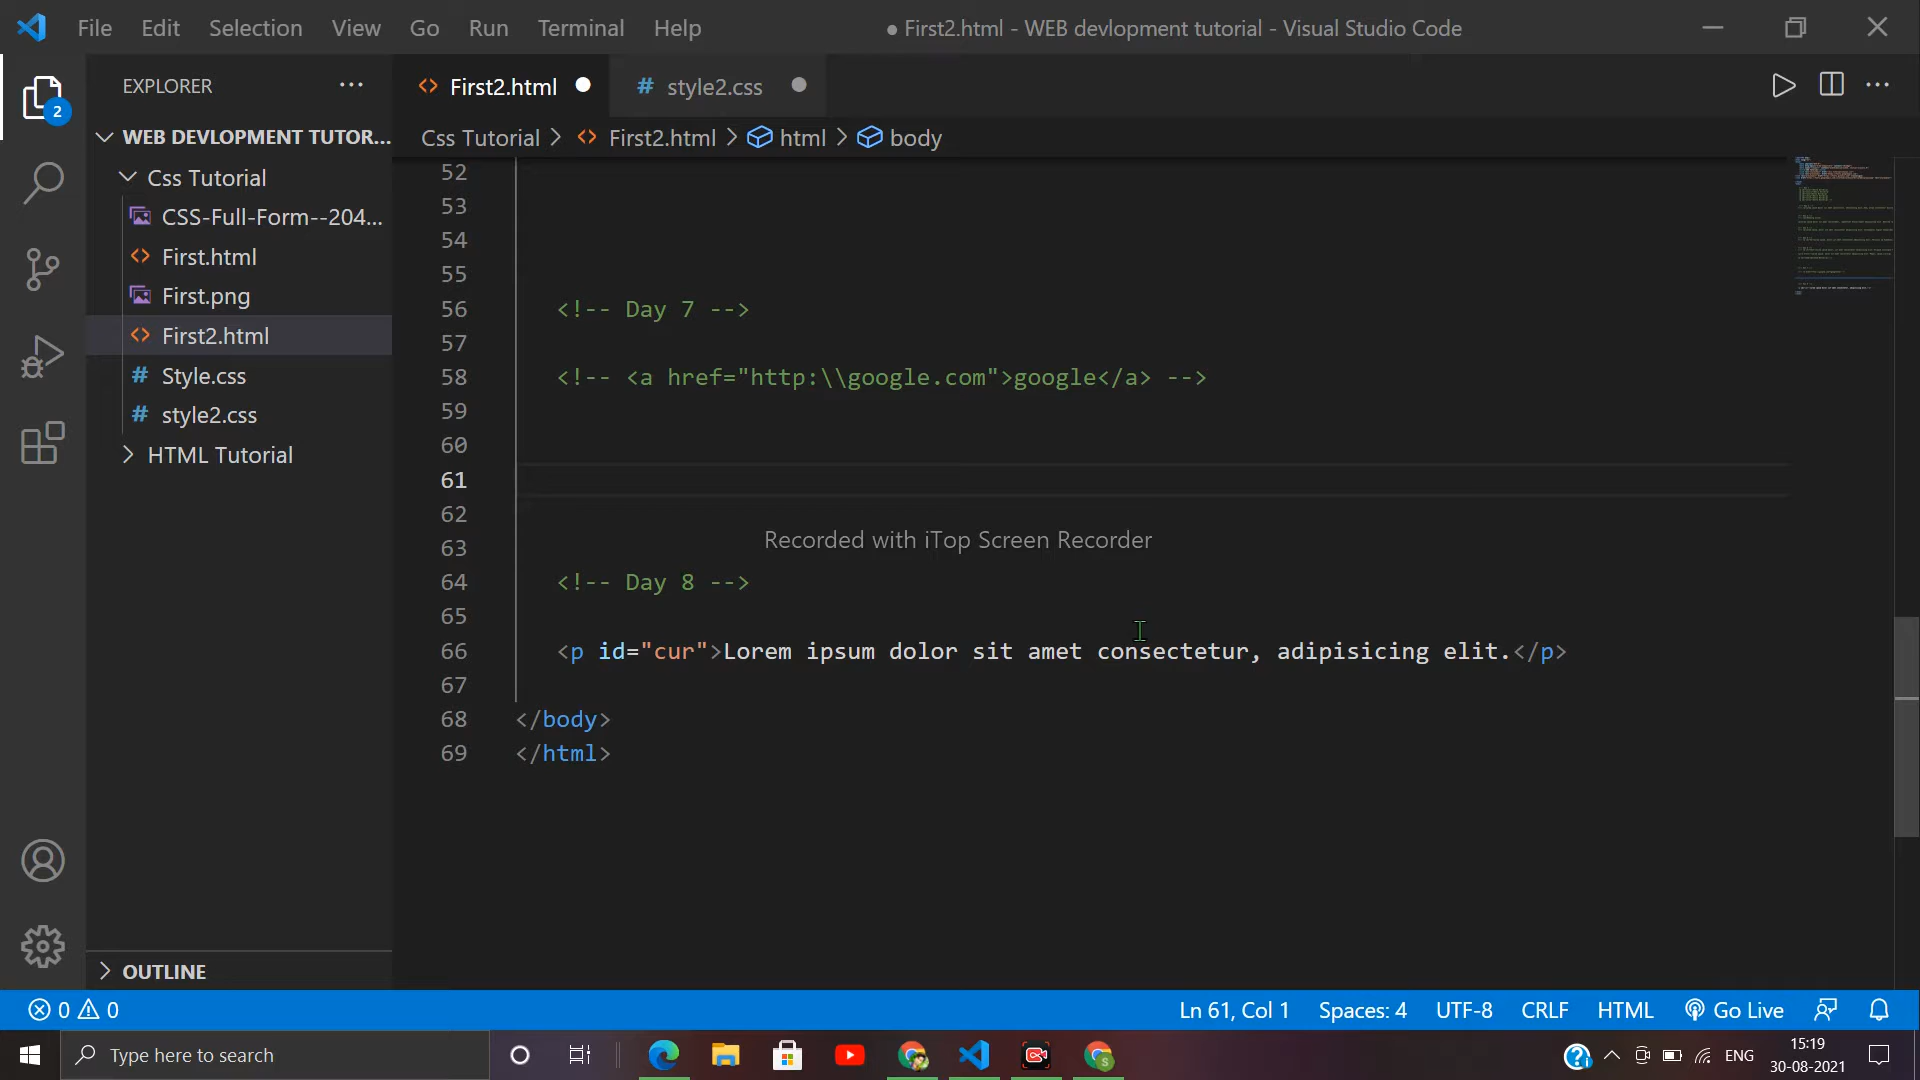 File Edit Selection View Go Run Terminal Help ● First2.html - WEB devlopment tutorial - Visual Studio Code
EXPLORER ···
2
First2.html ● # style2.css ●
WEB DEVLOPMENT TUTOR...
Css Tutorial > First2.html > html > body
Css Tutorial
CSS-Full-Form--204...
First.html
First.png
First2.html
# Style.css
# style2.css
HTML Tutorial
OUTLINE
52
53
54
55
56 <!-- Day 7 -->
57
58 <!-- <a href="http:\\google.com">google</a> -->
59
60
61
62
Recorded with iTop Screen Recorder
63
64 <!-- Day 8 -->
65
66 <p id="cur">Lorem ipsum dolor sit amet consectetur, adipisicing elit.</p>
67
68 </body>
69 </html>
0 0 Ln 61, Col 1 Spaces: 4 UTF-8 CRLF HTML Go Live
Type here to search ENG 15:19
30-08-2021